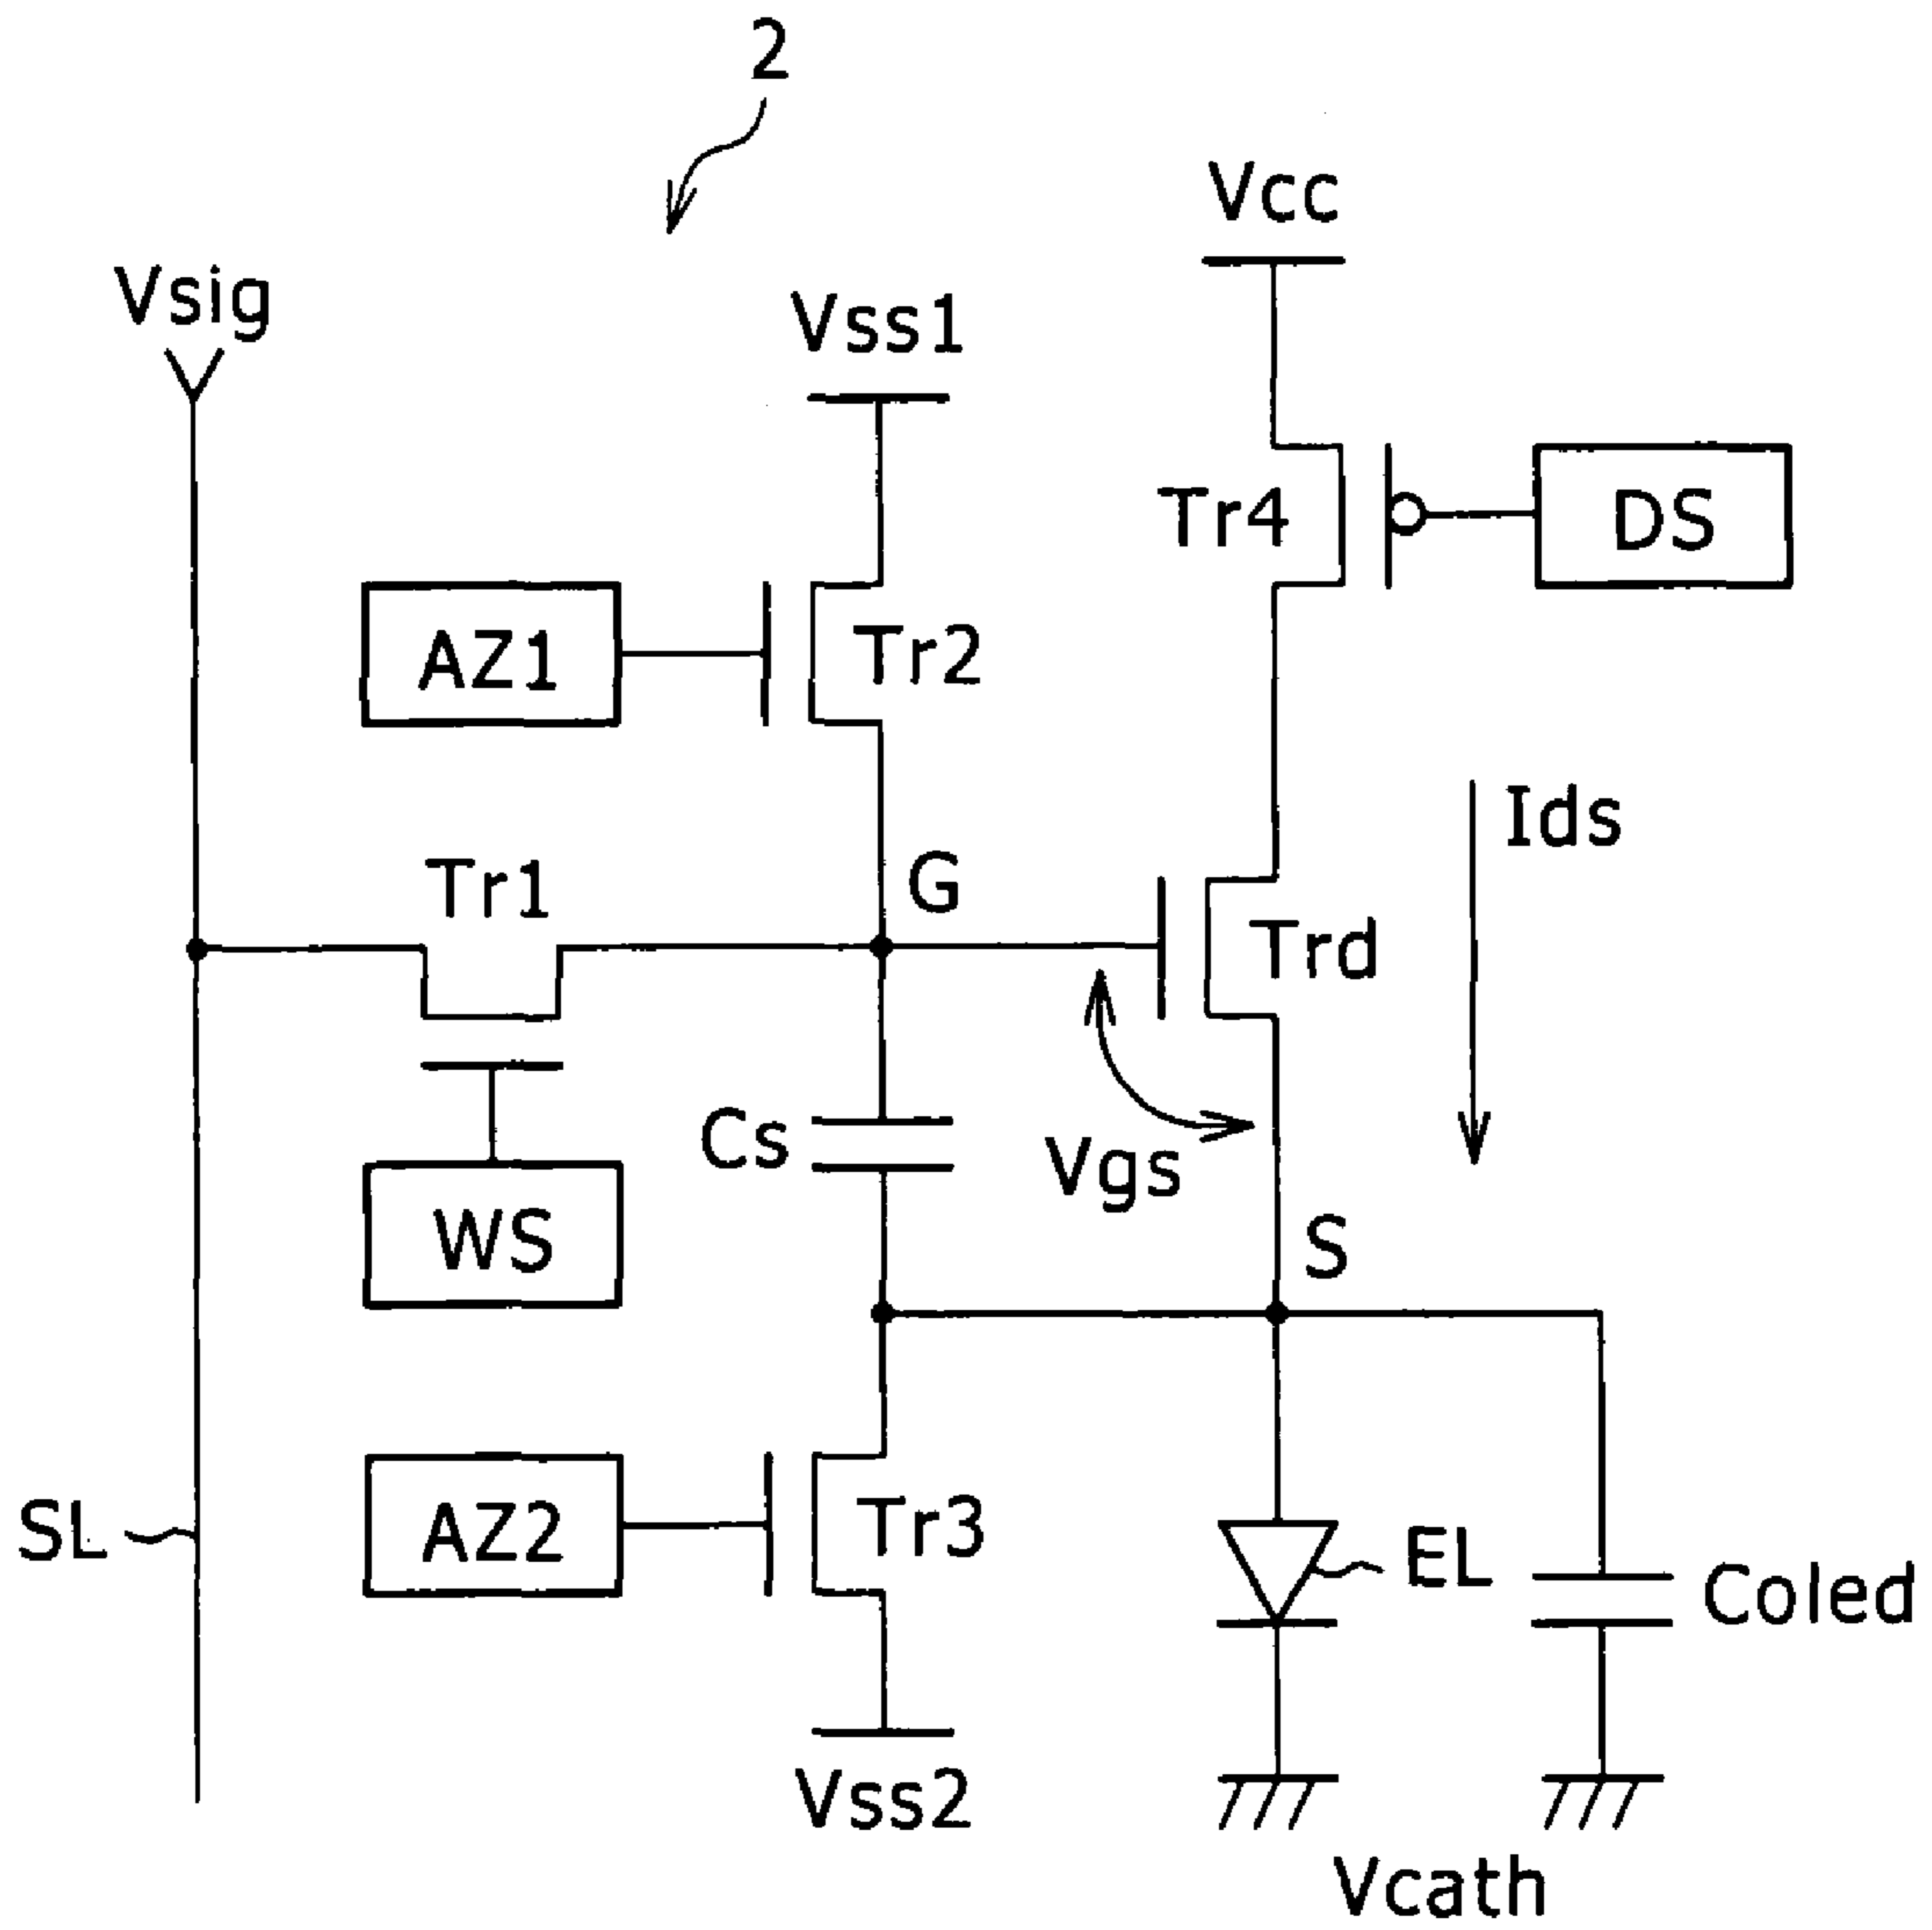 2
Vcc
Vsig
Vss1
Tr4
DS
AZ1
Tr2
Ids
Tr1
G
Trd
Cs
Vgs
WS
S
SL
AZ2
Tr3
EL
Coled
Vss2
Vcath